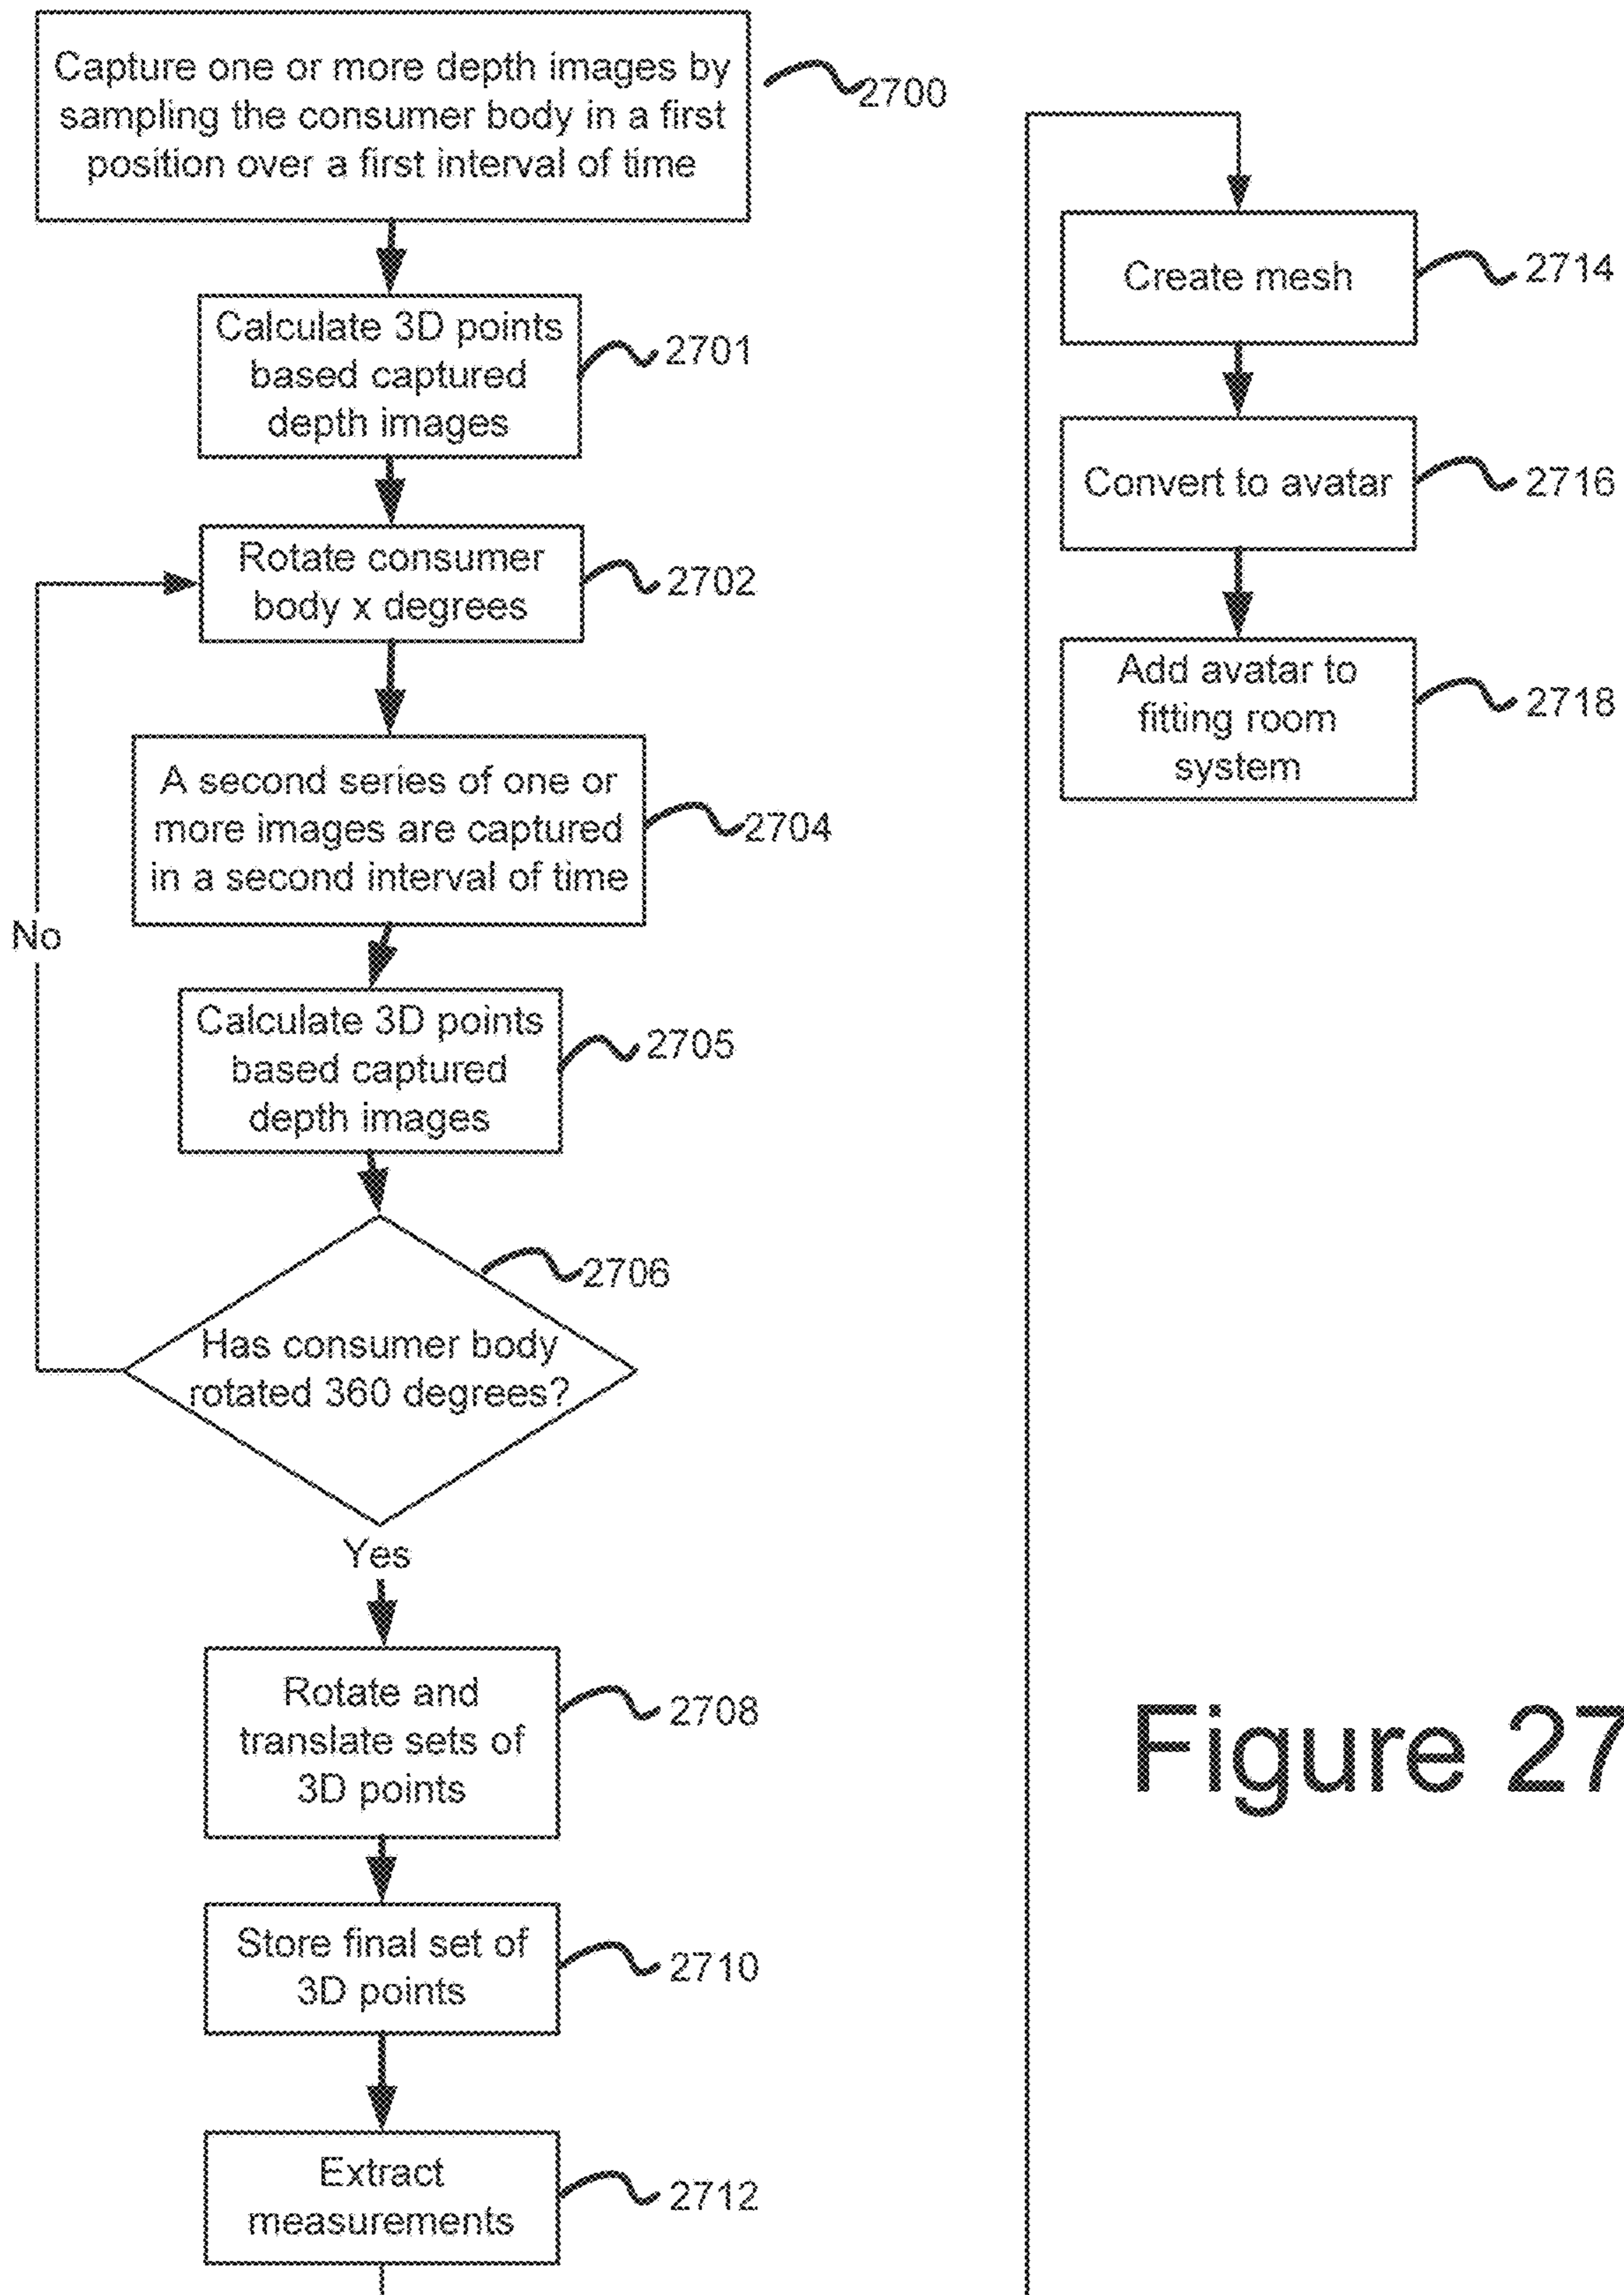 Capture one or more depth images by
sampling the consumer body in a first
position over a first interval of time
2700
Calculate 3D points
based captured
depth images
2701
Rotate consumer
body x degrees
2702
A second series of one or
more images are captured
in a second interval of time
2704
No
Calculate 3D points
based captured
depth images
2705
2706
Has consumer body
rotated 360 degrees?
Yes
Rotate and
translate sets of
3D points
2708
Store final set of
3D points
2710
Extract
measurements
2712
Create mesh
2714
Convert to avatar
2716
Add avatar to
fitting room
system
2718
Figure 27